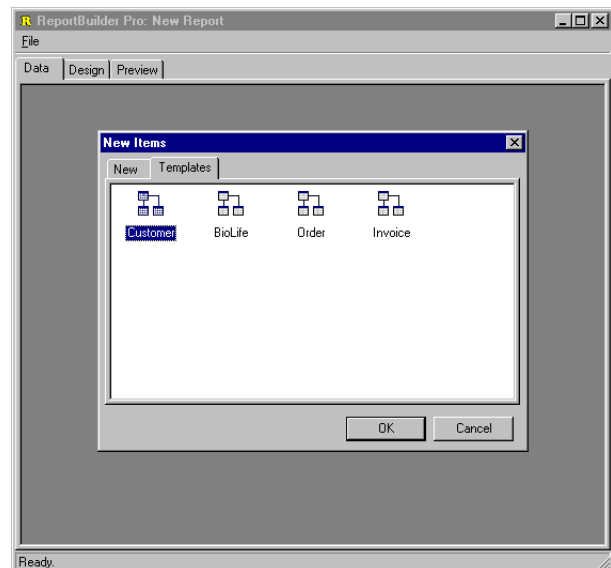 R ReportBuilder Pro: New Report
File
Data Design Preview
New Items
New Templates
Customer BioLife Order Invoice
OK Cancel
Ready.